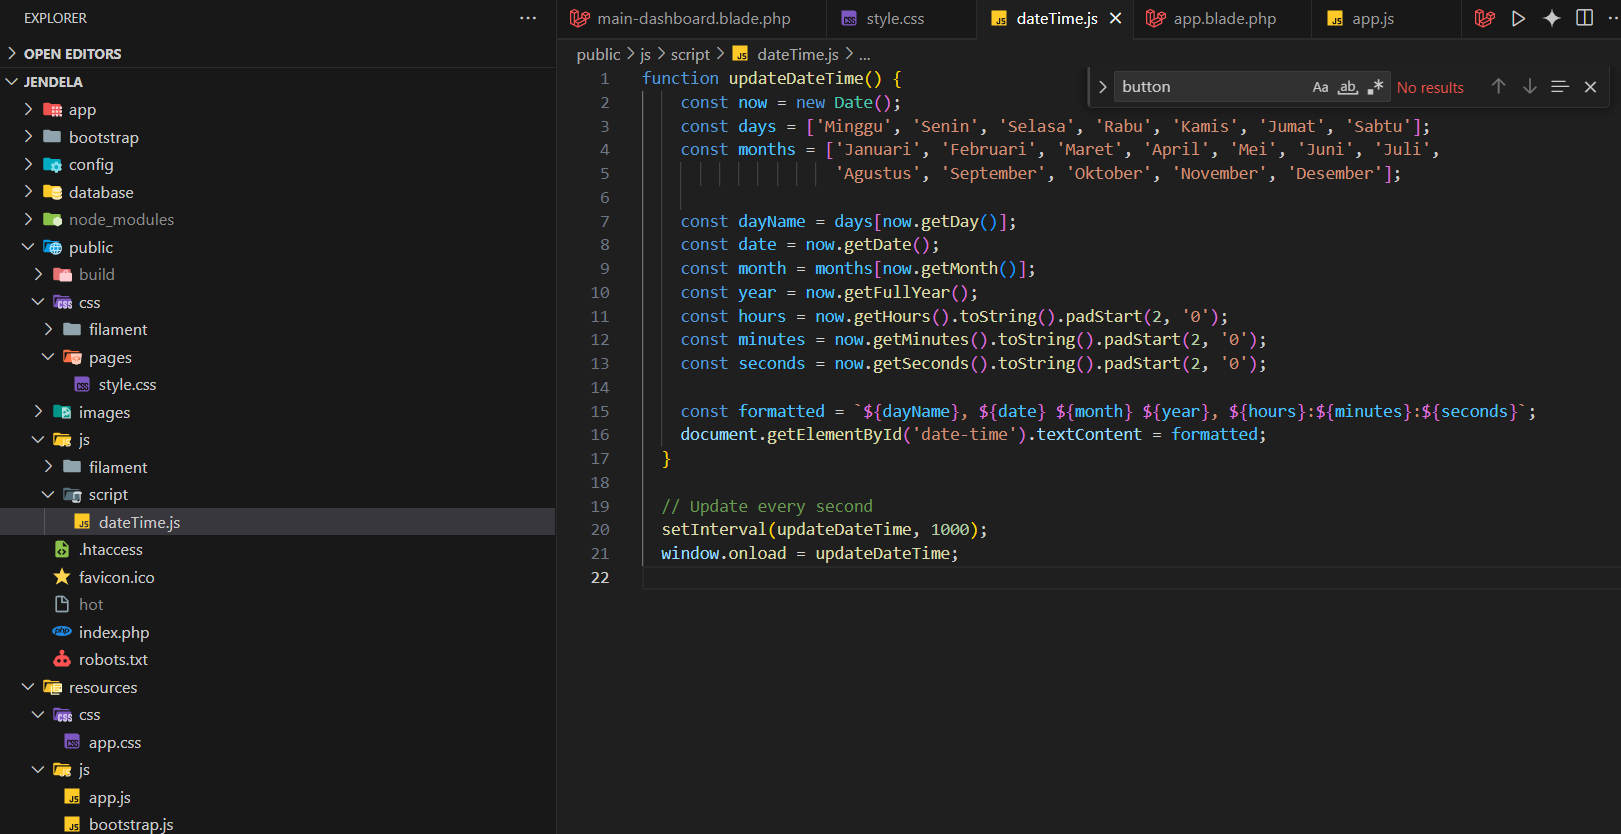 EXPLORER
OPEN EDITORS
JENDELA
app
bootstrap
config
database
node_modules
public
build
css
filament
pages
style.css
images
js
filament
script
dateTime.js
.htaccess
favicon.ico
hot
index.php
robots.txt
resources
css
app.css
js
app.js
bootstrap.js
main-dashboard.blade.php
style.css
dateTime.js
app.blade.php
app.js
public > js > script > dateTime.js > ...
button
Aa ab .* No results
1 function updateDateTime() {
2 const now = new Date();
3 const days = ['Minggu', 'Senin', 'Selasa', 'Rabu', 'Kamis', 'Jumat', 'Sabtu'];
4 const months = ['Januari', 'Februari', 'Maret', 'April', 'Mei', 'Juni', 'Juli',
5 'Agustus', 'September', 'Oktober', 'November', 'Desember'];
6
7 const dayName = days[now.getDay()];
8 const date = now.getDate();
9 const month = months[now.getMonth()];
10 const year = now.getFullYear();
11 const hours = now.getHours().toString().padStart(2, '0');
12 const minutes = now.getMinutes().toString().padStart(2, '0');
13 const seconds = now.getSeconds().toString().padStart(2, '0');
14
15 const formatted = `${dayName}, ${date} ${month} ${year}, ${hours}:${minutes}:${seconds}`;
16 document.getElementById('date-time').textContent = formatted;
17 }
18
19 // Update every second
20 setInterval(updateDateTime, 1000);
21 window.onload = updateDateTime;
22